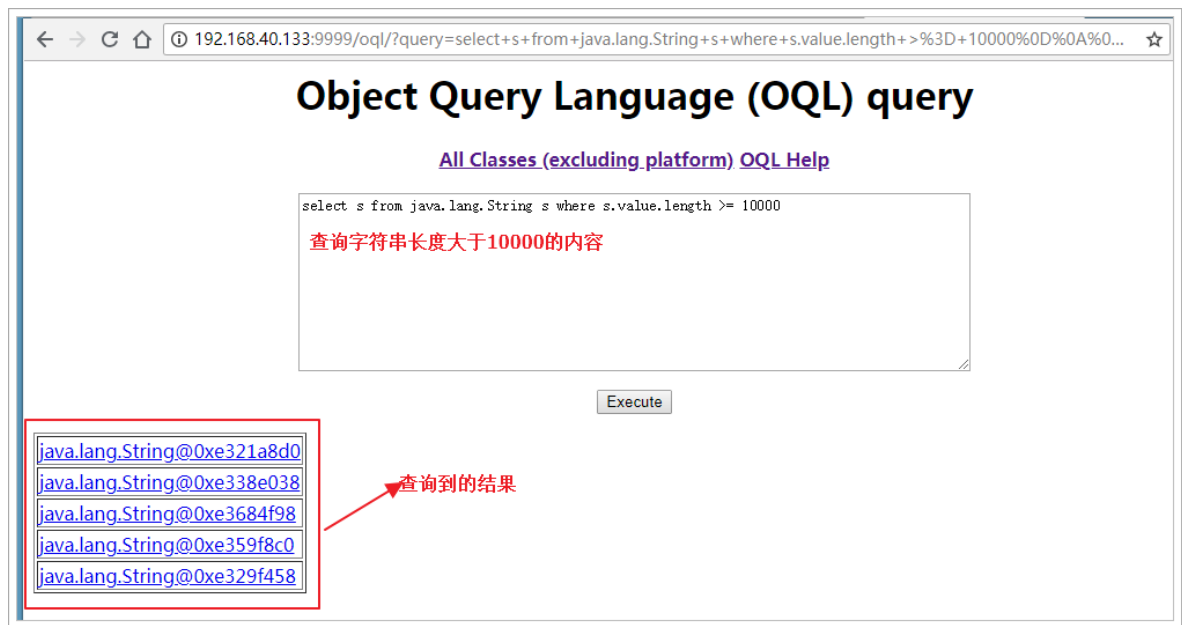 192.168.40.133:9999/oql/?query=select+s+from+java.lang.String+s+where+s.value.length+>%3D+10000%0D%0A%0...
Object Query Language (OQL) query
All Classes (excluding platform) OQL Help
select s from java.lang.String s where s.value.length >= 10000
查询字符串长度大于10000的内容
Execute
java.lang.String@0xe321a8d0
java.lang.String@0xe338e038
查询到的结果
java.lang.String@0xe3684f98
java.lang.String@0xe359f8c0
java.lang.String@0xe329f458